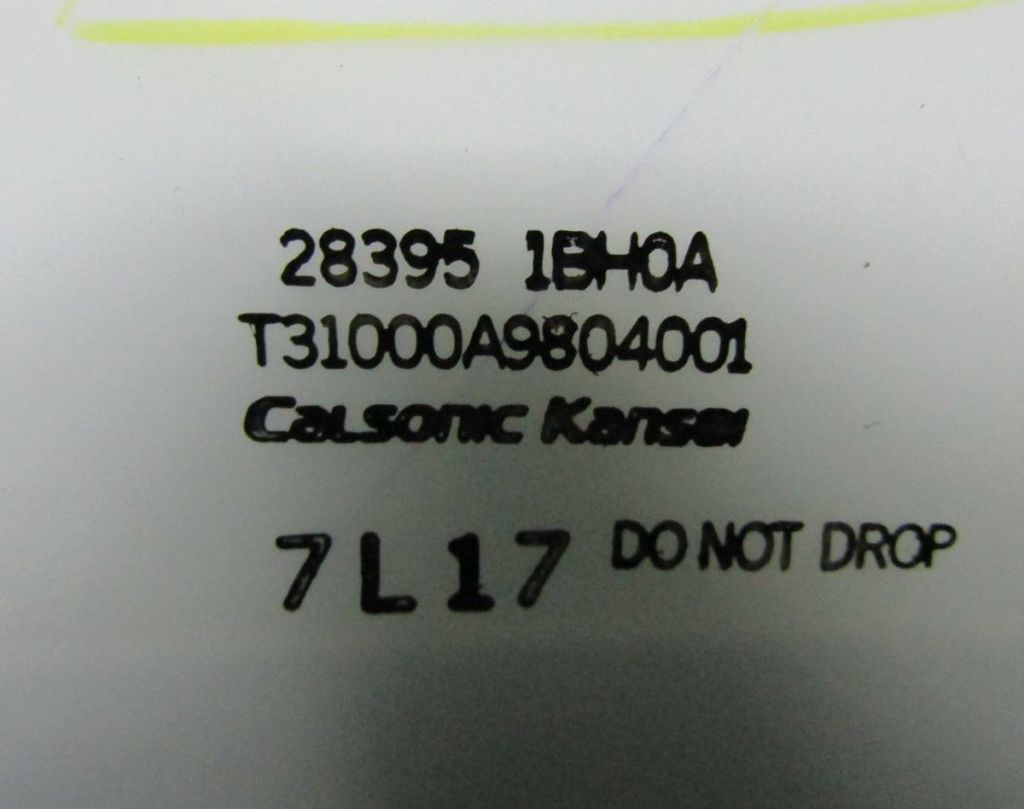 28395 1BH0A
T31000A9804001
CaLsonic Kansei
7L17 DO NOT DROP